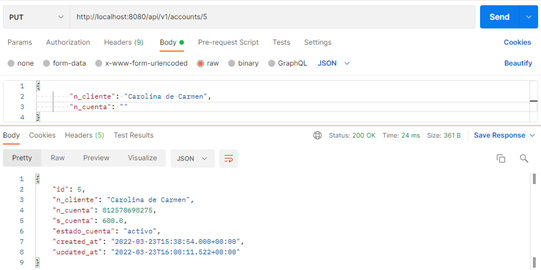 PUT http://localhost:8080/api/v1/accounts/5 Send
Params Authorization Headers (9) Body Pre-request Script Tests Settings Cookies
none form-data x-www-form-urlencoded raw binary GraphQL JSON Beautify
1 {
2 "n_cliente": "Carolina de Carmen",
3 "n_cuenta": ""
4 }
Body Cookies Headers (5) Test Results Status: 200 OK Time: 24 ms Size: 361 B Save Response
Pretty Raw Preview Visualize JSON
1 {
2 "id": 5,
3 "n_cliente": "Carolina de Carmen",
4 "n_cuenta": 812570698275,
5 "s_cuenta": 600.0,
6 "estado_cuenta": "activo",
7 "created_at": "2022-03-23T15:38:54.000+00:00",
8 "updated_at": "2022-03-23T16:00:11.522+00:00"
9 }